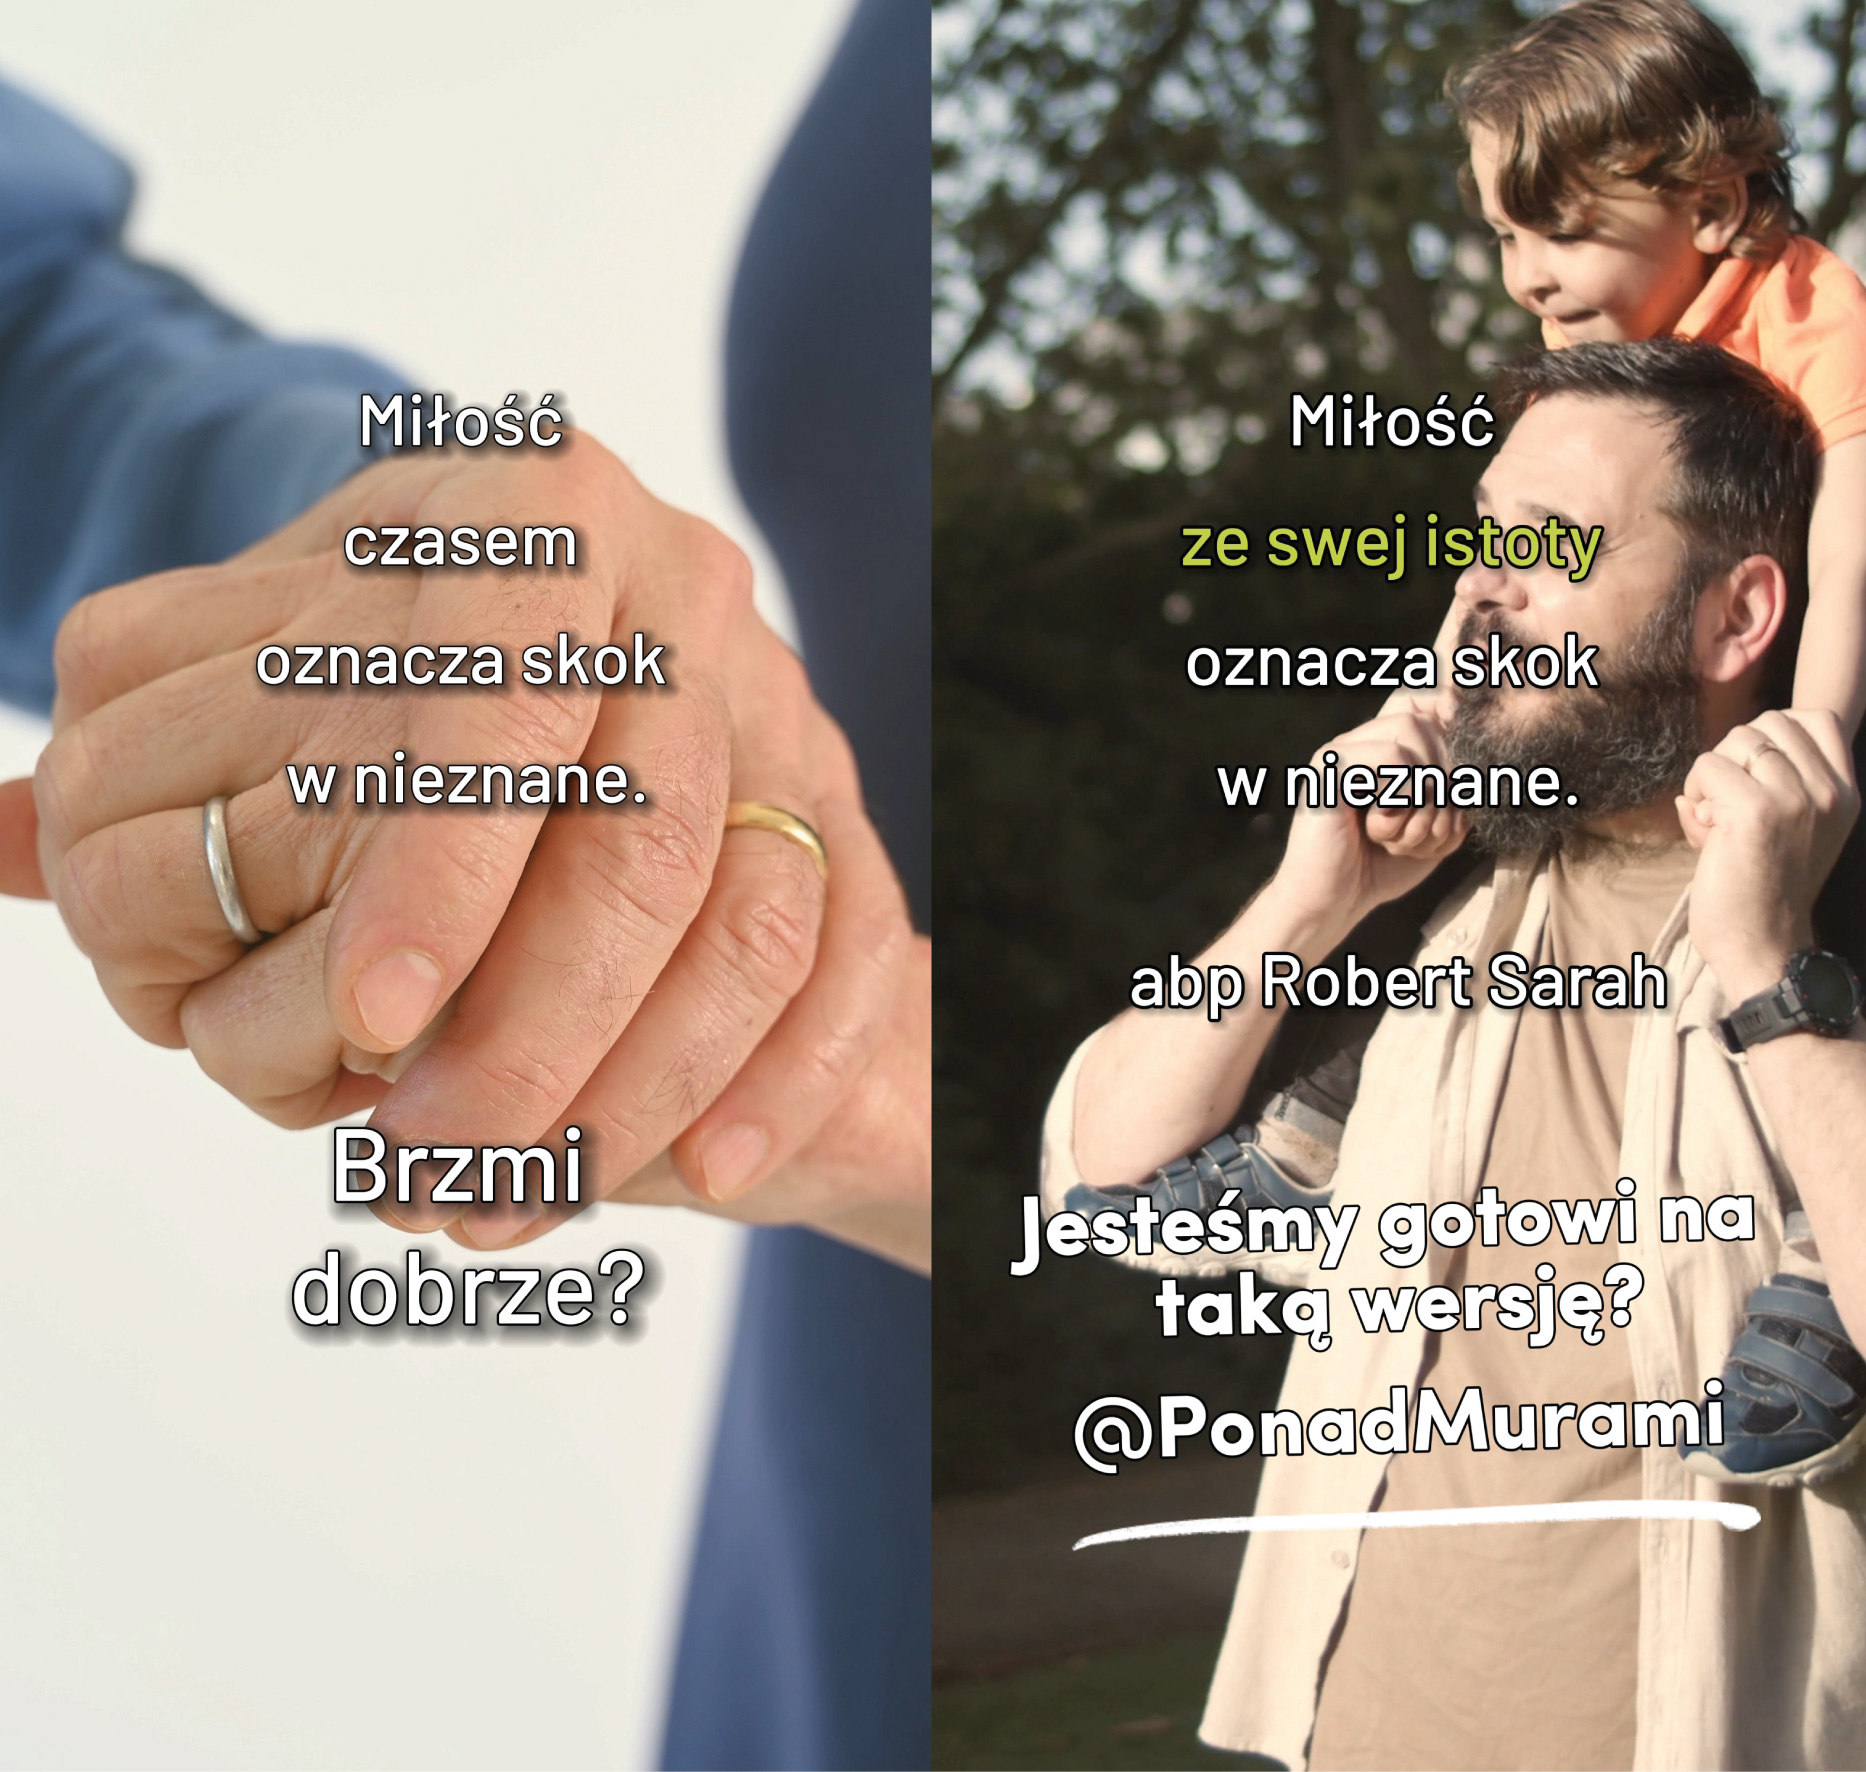 Miłość
czasem
oznacza skok
w nieznane.
Brzmi
dobrze?
Miłość
ze swej istoty
oznacza skok
w nieznane.
abp Robert Sarah
Jesteśmy gotowi na
taką wersję?
@PonadMurami